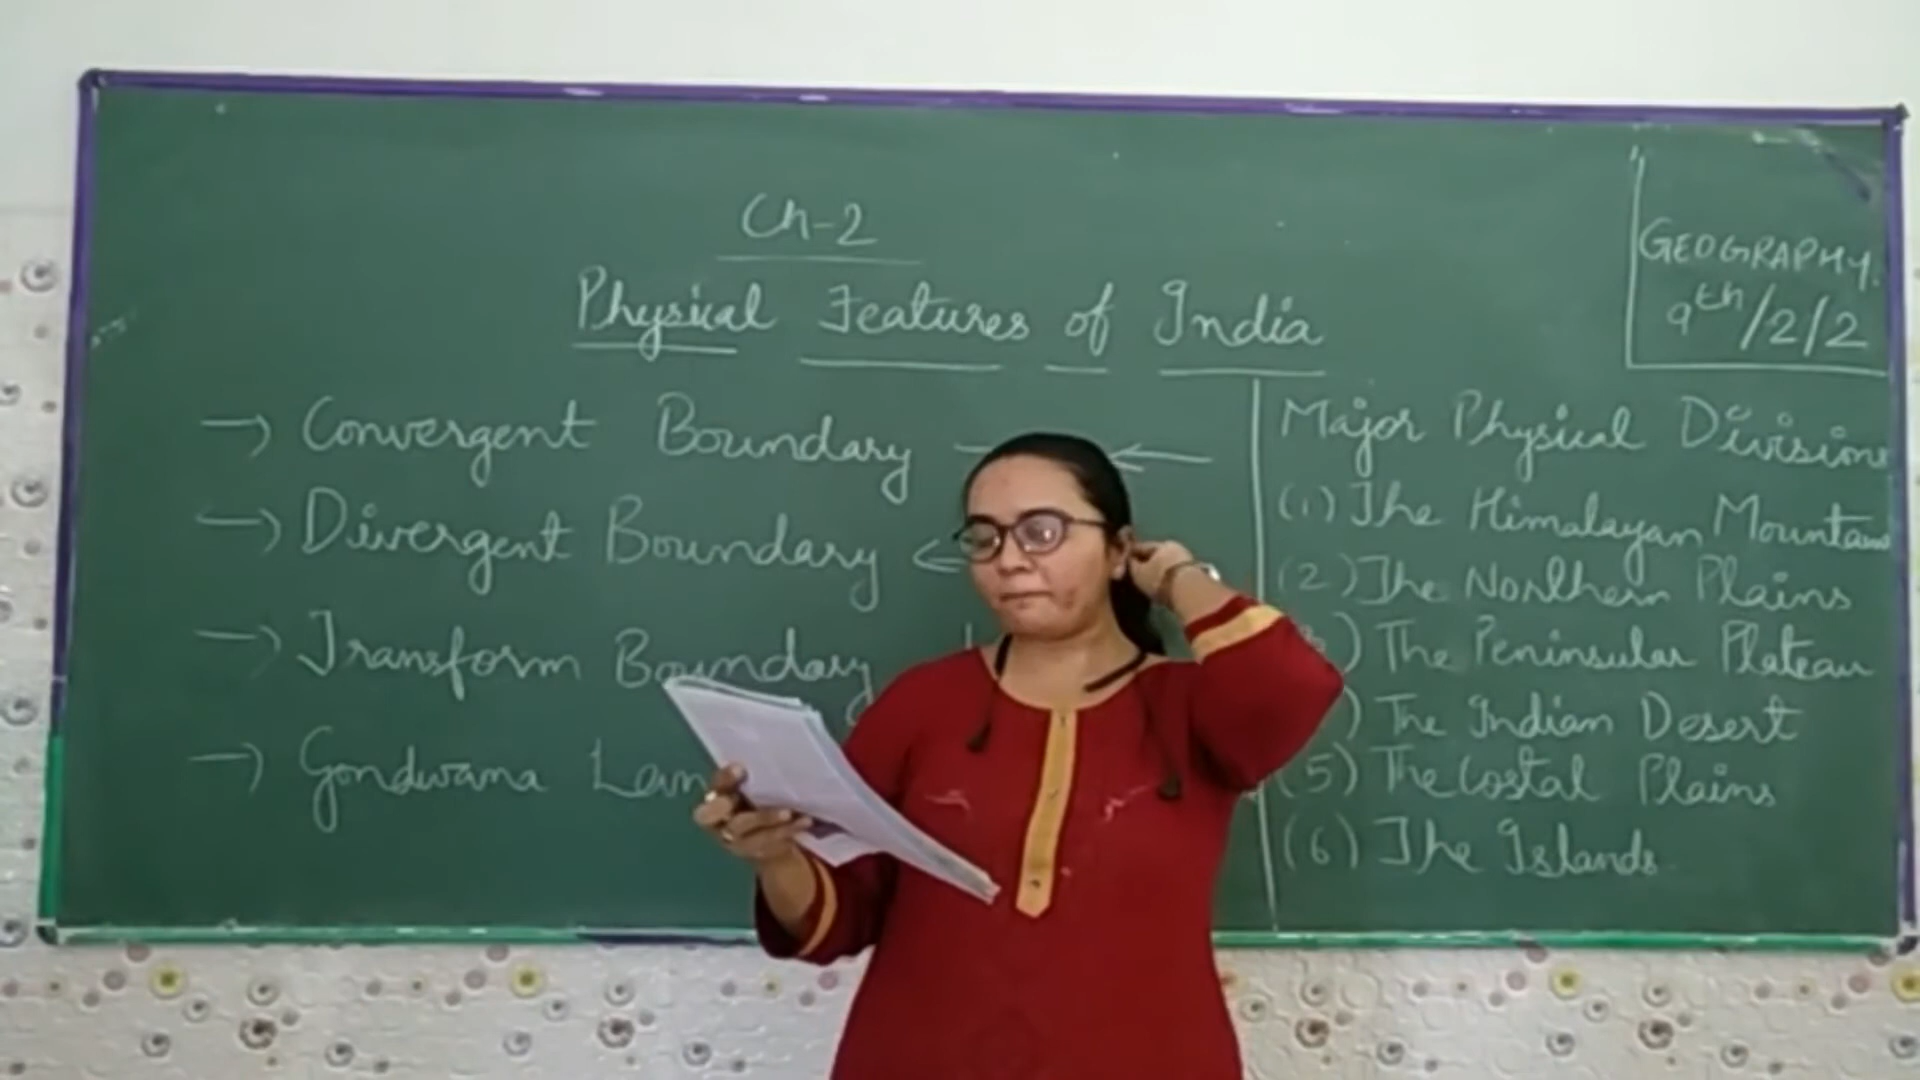 Ch-2
Physical Features of India
GEOGRAPHY.
9th/2/2
→ Convergent Boundary
→ Divergent Boundary ←
→ Transform Boundary
→ Gondwana
Major Physical Division
(1) The Himalayan Mountain
(2) The Northern Plains
) The Peninsular Plateau
) The Indian Desert
(5) The Costal Plains
(6) The Islands